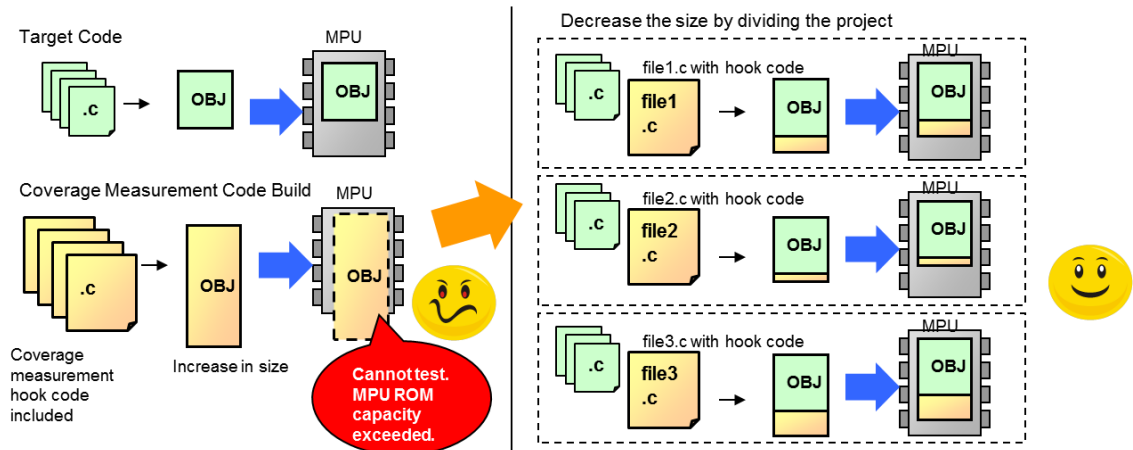 Target Code
MPU
.c
OBJ
OBJ
Coverage Measurement Code Build
MPU
.c
OBJ
OBJ
Coverage
measurement
hook code
included
Increase in size
Cannot test.
MPU ROM
capacity
exceeded.
Decrease the size by dividing the project
file1.c with hook code
MPU
.c
file1
.c
OBJ
OBJ
file2.c with hook code
MPU
.c
file2
.c
OBJ
OBJ
file3.c with hook code
MPU
.c
file3
.c
OBJ
OBJ